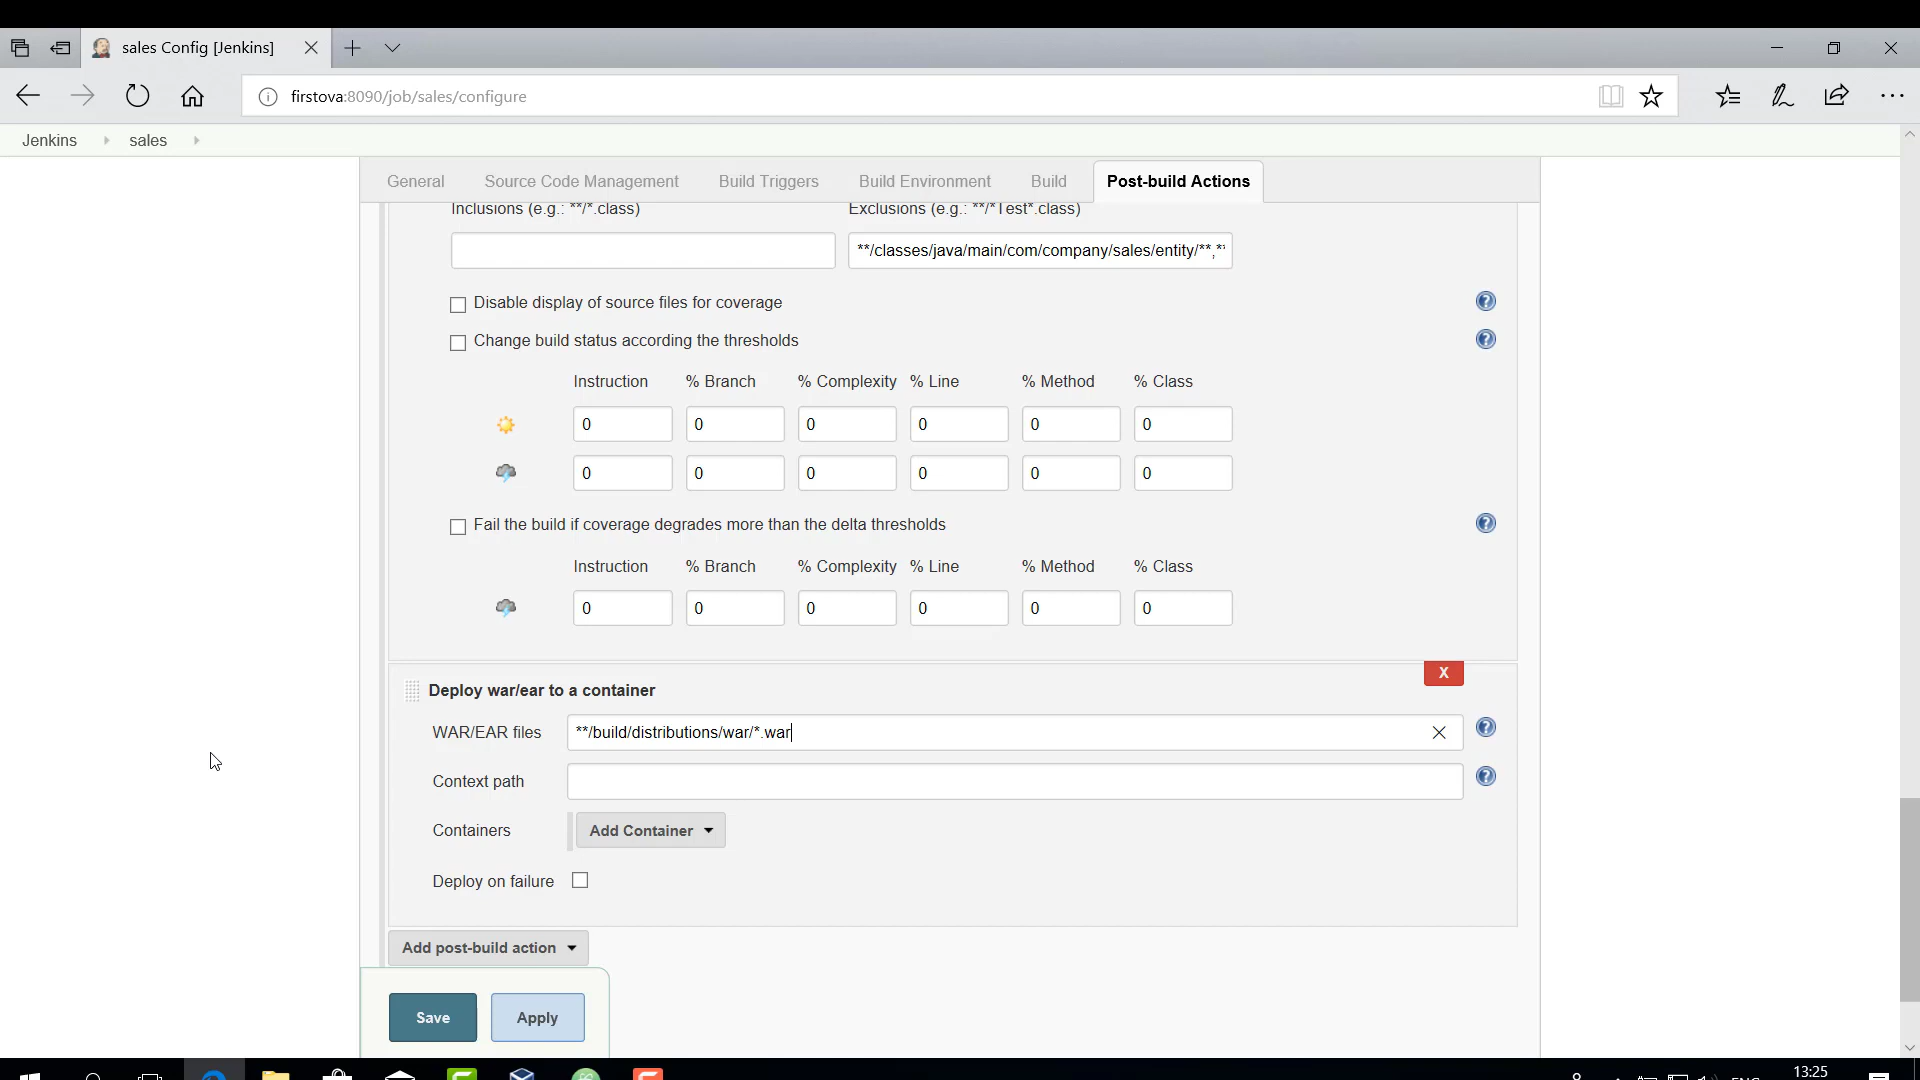 sales Config [Jenkins]
firstova:8090/job/sales/configure
Jenkins sales
General Source Code Management Build Triggers Build Environment Build Post-build Actions
Inclusions (e.g.: **/*.class) Exclusions (e.g.: **/*Test*.class)
**/classes/java/main/com/company/sales/entity/**,*
Disable display of source files for coverage
Change build status according the thresholds
Instruction % Branch % Complexity % Line % Method % Class
0 0 0 0 0 0
0 0 0 0 0 0
Fail the build if coverage degrades more than the delta thresholds
Instruction % Branch % Complexity % Line % Method % Class
0 0 0 0 0 0
X
Deploy war/ear to a container
WAR/EAR files **/build/distributions/war/*.war
Context path
Containers Add Container
Deploy on failure
Add post-build action
Save Apply
13:25